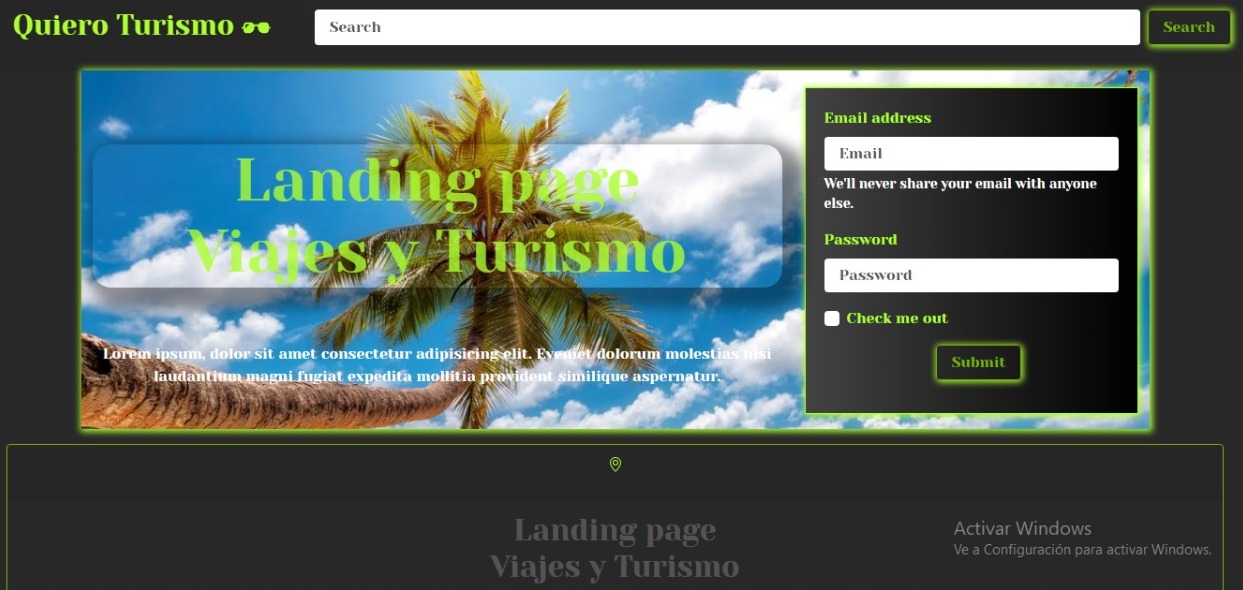 Quiero Turismo
Search
Search
Landing page
Viajes y Turismo
Lorem ipsum, dolor sit amet consectetur adipisicing elit. Eveniet dolorum molestias nisi
laudantium magni fugiat expedita mollitia provident similique aspernatur.
Email address
Email
We'll never share your email with anyone
else.
Password
Password
Check me out
Submit
Landing page
Viajes y Turismo
Activar Windows
Ve a Configuración para activar Windows.